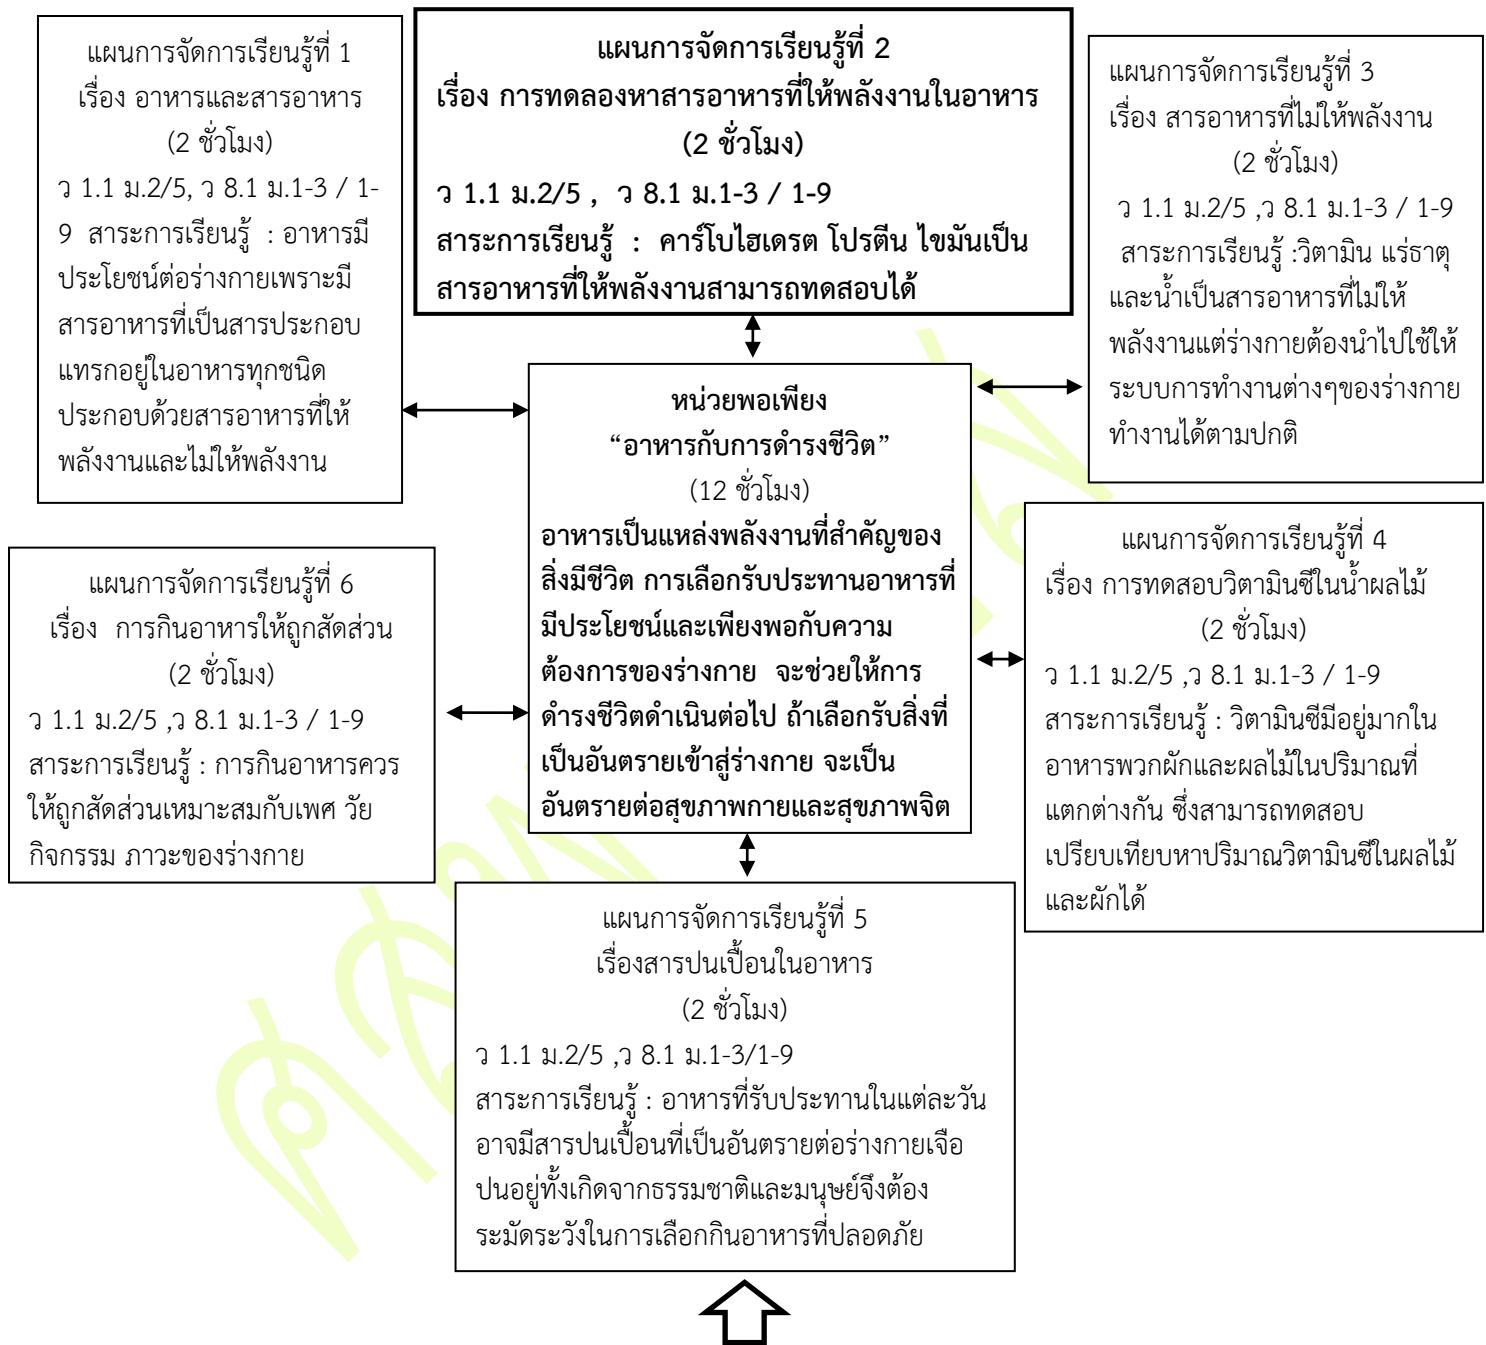 แผนการจัดการเรียนรู้ที่ 1
เรื่อง อาหารและสารอาหาร
(2 ชั่วโมง)
ว 1.1 ม.2/5, ว 8.1 ม.1-3 / 1-
9 สาระการเรียนรู้ : อาหารมี
ประโยชน์ต่อร่างกายเพราะมี
สารอาหารที่เป็นสารประกอบ
แทรกอยู่ในอาหารทุกชนิด
ประกอบด้วยสารอาหารที่ให้
พลังงานและไม่ให้พลังงาน
แผนการจัดการเรียนรู้ที่ 2
เรื่อง การทดลองหาสารอาหารที่ให้พลังงานในอาหาร
(2 ชั่วโมง)
ว 1.1 ม.2/5 , ว 8.1 ม.1-3 / 1-9
สาระการเรียนรู้ : คาร์โบไฮเดรต โปรตีน ไขมันเป็น
สารอาหารที่ให้พลังงานสามารถทดสอบได้
แผนการจัดการเรียนรู้ที่ 3
เรื่อง สารอาหารที่ไม่ให้พลังงาน
(2 ชั่วโมง)
ว 1.1 ม.2/5 ,ว 8.1 ม.1-3 / 1-9
สาระการเรียนรู้ :วิตามิน แร่ธาตุ
และน้ำเป็นสารอาหารที่ไม่ให้
พลังงานแต่ร่างกายต้องนำไปใช้ให้
ระบบการทำงานต่างๆของร่างกาย
ทำงานได้ตามปกติ
หน่วยพอเพียง
“อาหารกับการดำรงชีวิต”
(12 ชั่วโมง)
อาหารเป็นแหล่งพลังงานที่สำคัญของ
สิ่งมีชีวิต การเลือกรับประทานอาหารที่
มีประโยชน์และเพียงพอกับความ
ต้องการของร่างกาย จะช่วยให้การ
ดำรงชีวิตดำเนินต่อไป ถ้าเลือกรับสิ่งที่
เป็นอันตรายเข้าสู่ร่างกาย จะเป็น
อันตรายต่อสุขภาพกายและสุขภาพจิต
แผนการจัดการเรียนรู้ที่ 4
เรื่อง การทดสอบวิตามินซีในน้ำผลไม้
(2 ชั่วโมง)
ว 1.1 ม.2/5 ,ว 8.1 ม.1-3 / 1-9
สาระการเรียนรู้ : วิตามินซีมีอยู่มากใน
อาหารพวกผักและผลไม้ในปริมาณที่
แตกต่างกัน ซึ่งสามารถทดสอบ
เปรียบเทียบหาปริมาณวิตามินซีในผลไม้
และผักได้
แผนการจัดการเรียนรู้ที่ 6
เรื่อง การกินอาหารให้ถูกสัดส่วน
(2 ชั่วโมง)
ว 1.1 ม.2/5 ,ว 8.1 ม.1-3 / 1-9
สาระการเรียนรู้ : การกินอาหารควร
ให้ถูกสัดส่วนเหมาะสมกับเพศ วัย
กิจกรรม ภาวะของร่างกาย
แผนการจัดการเรียนรู้ที่ 5
เรื่องสารปนเปื้อนในอาหาร
(2 ชั่วโมง)
ว 1.1 ม.2/5 ,ว 8.1 ม.1-3/1-9
สาระการเรียนรู้ : อาหารที่รับประทานในแต่ละวัน
อาจมีสารปนเปื้อนที่เป็นอันตรายต่อร่างกายเจือ
ปนอยู่ทั้งเกิดจากธรรมชาติและมนุษย์จึงต้อง
ระมัดระวังในการเลือกกินอาหารที่ปลอดภัย